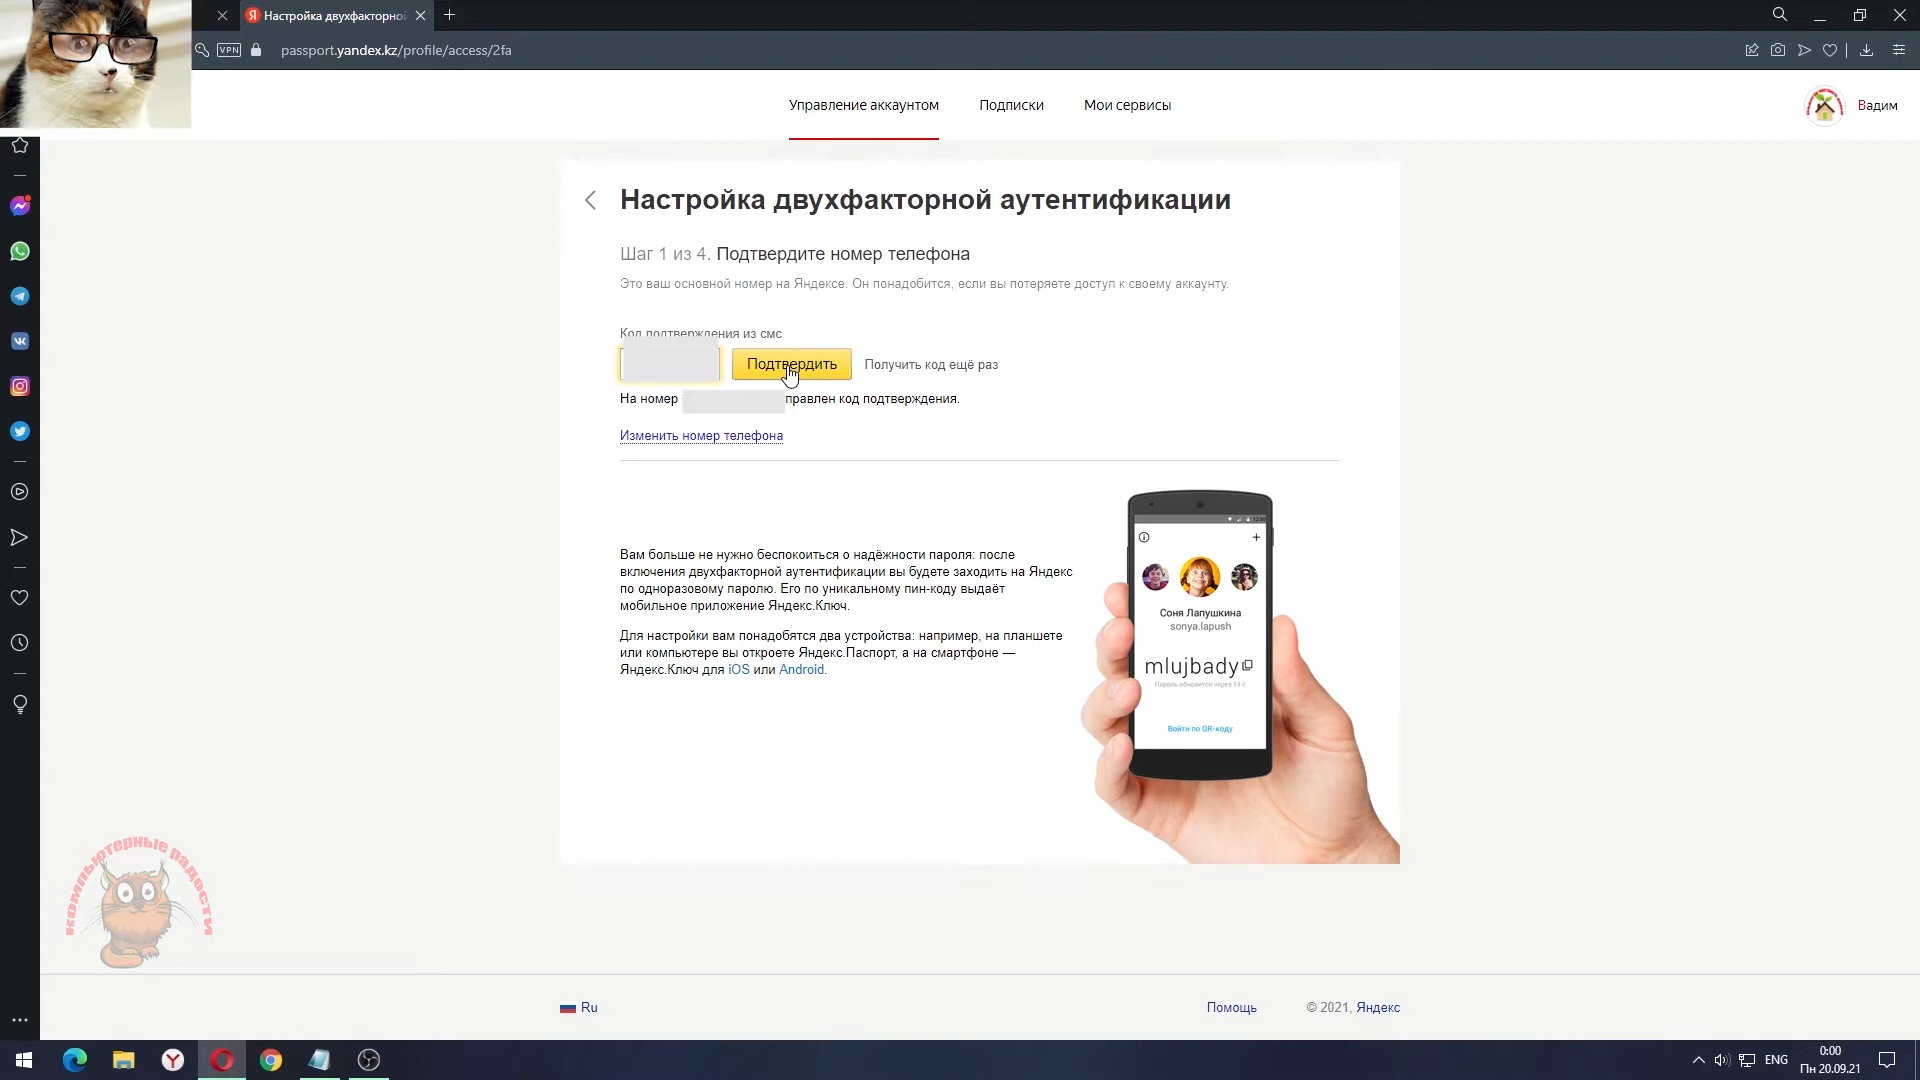 Настройка двухфакторной
VPN
passport.yandex.kz/profile/access/2fa
Управление аккаунтом
Подписки
Мои сервисы
Вадим
Настройка двухфакторной аутентификации
Шаг 1 из 4. Подтвердите номер телефона
Это ваш основной номер на Яндексе. Он понадобится, если вы потеряете доступ к своему аккаунту.
Код подтверждения из смс
Подтвердить
Получить код ещё раз
На номер правлен код подтверждения.
Изменить номер телефона
Вам больше не нужно беспокоиться о надёжности пароля: после
включения двухфакторной аутентификации вы будете заходить на Яндекс
по одноразовому паролю. Его по уникальному пин-коду выдаёт
мобильное приложение Яндекс.Ключ.
Для настройки вам понадобятся два устройства: например, на планшете
или компьютере вы откроете Яндекс.Паспорт, а на смартфоне —
Яндекс.Ключ для iOS или Android.
Соня Лапушкина
sonya.lapush
mlujbady
Пароль обновится через 14 с
Войти по QR-коду
компьютерные радости
Ru
Помощь
© 2021, Яндекс
ENG
0:00
Пн 20.09.21